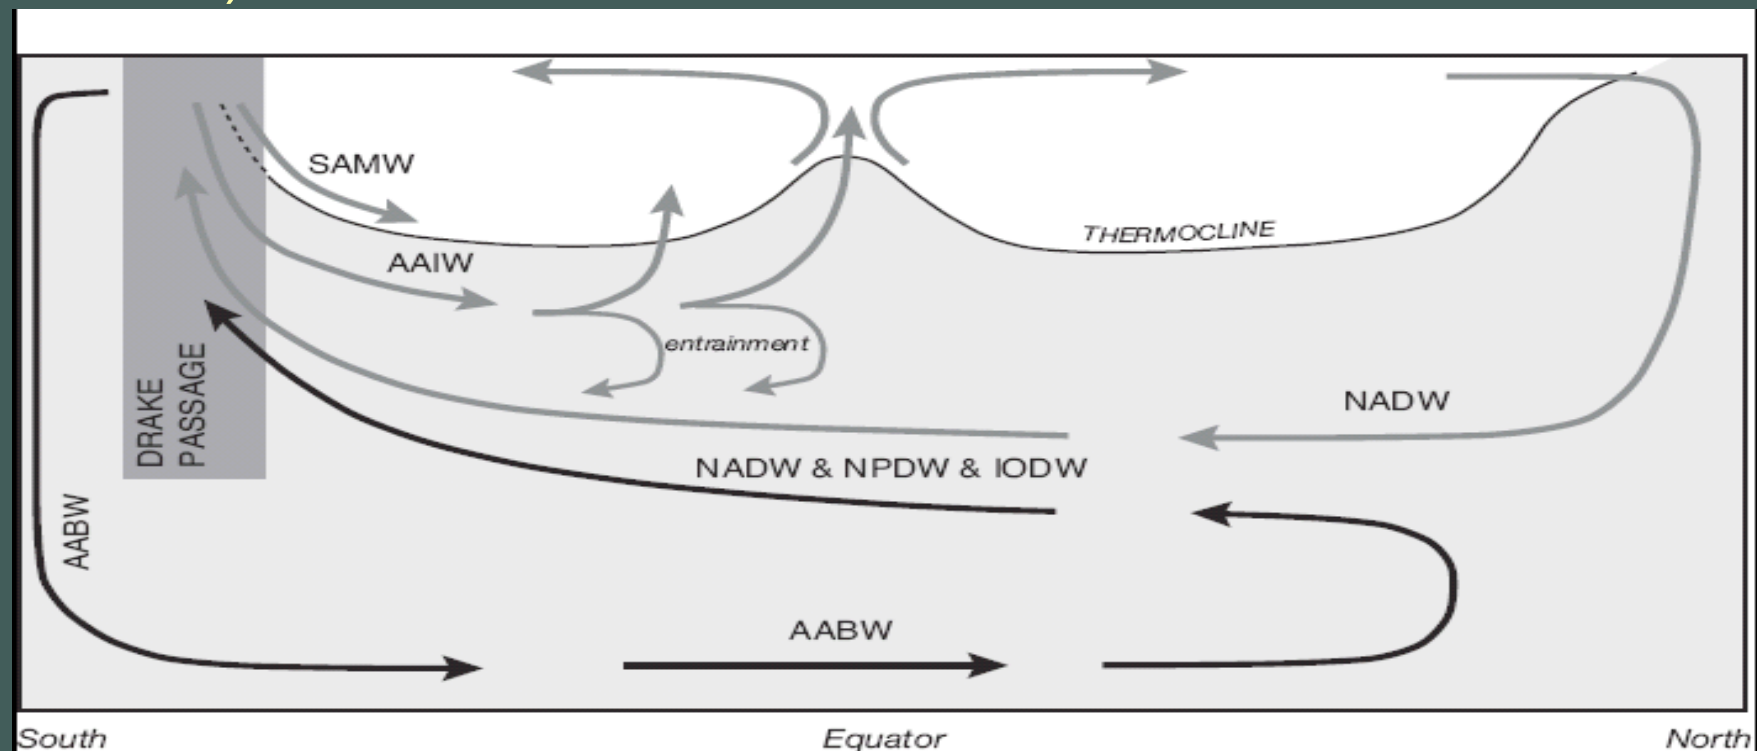 SAMW
THERMOCLINE
AAIW
entrainment
DRAKE
PASSAGE
NADW
NADW & NPDW & IODW
AABW
AABW
South
Equator
North